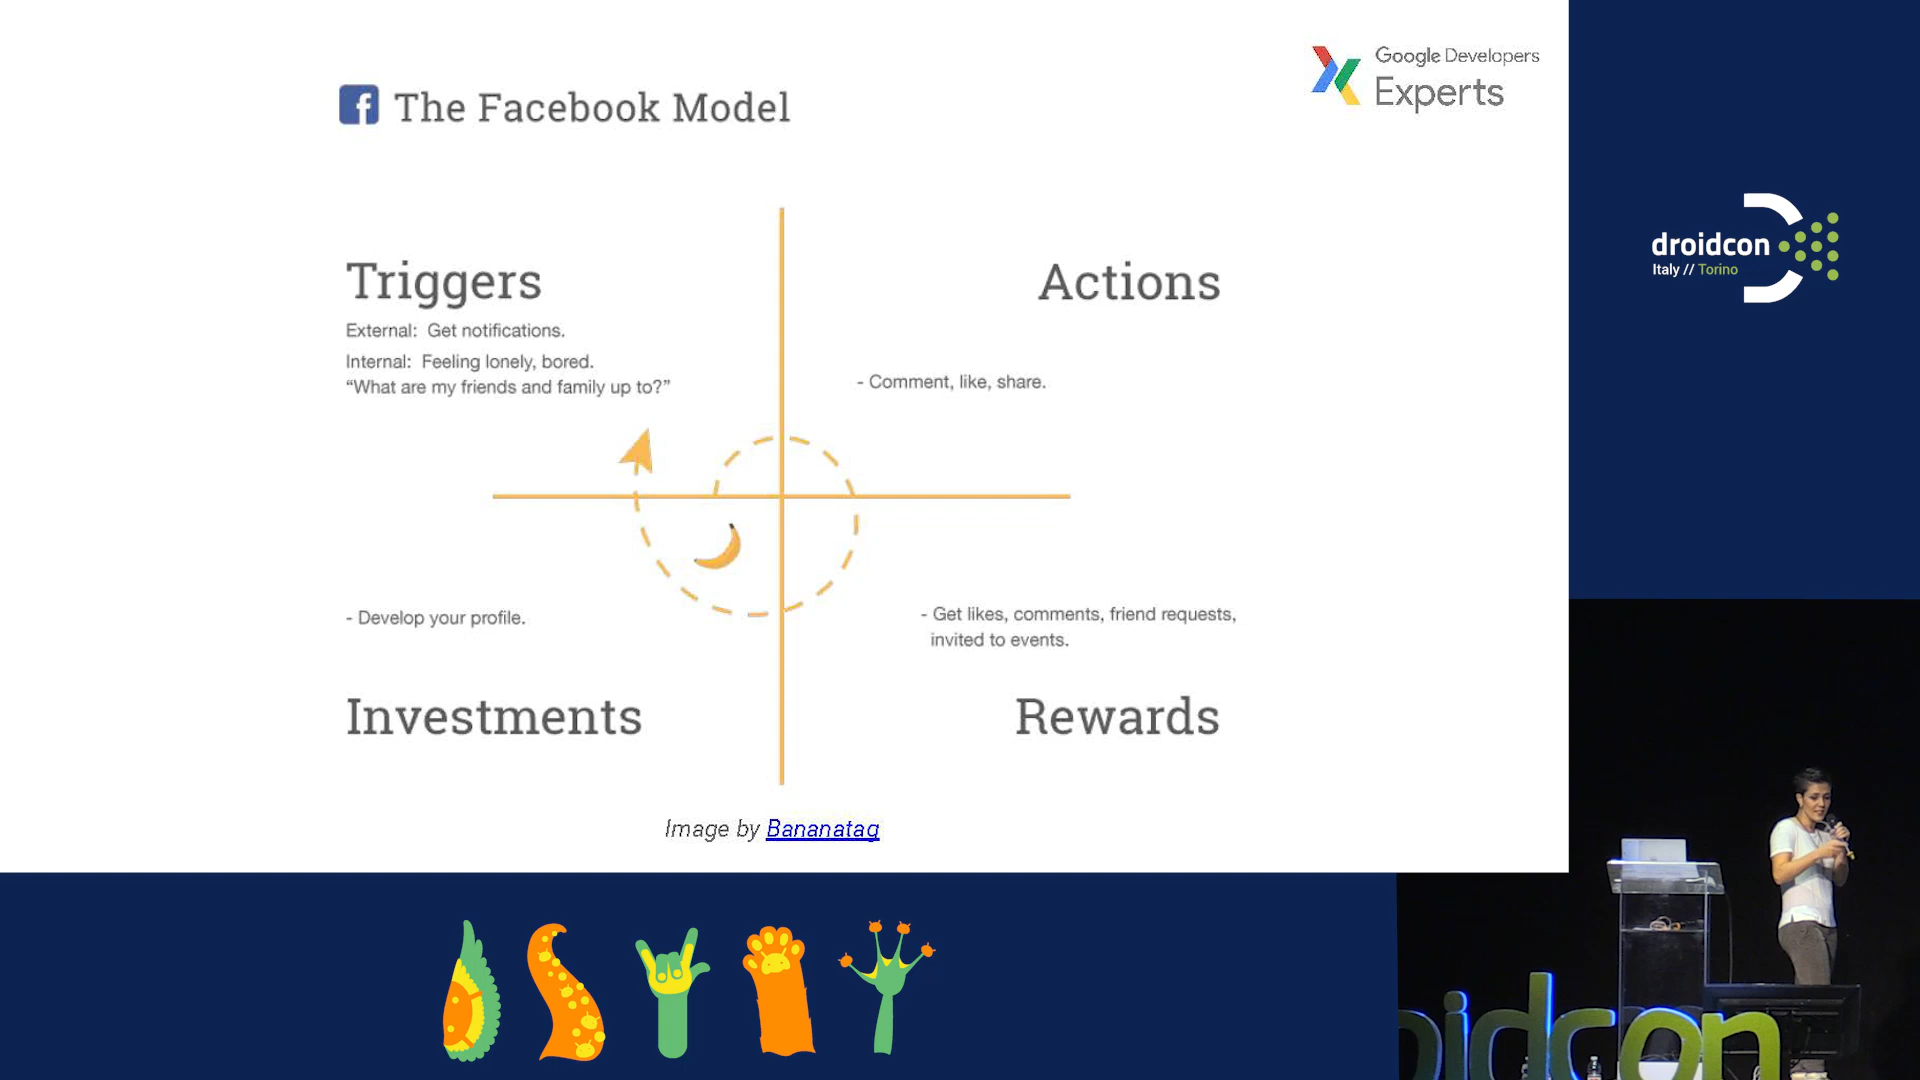 Google Developers
Experts
The Facebook Model
Triggers
External: Get notifications.
Internal: Feeling lonely, bored.
“What are my friends and family up to?”
Actions
- Comment, like, share.
- Develop your profile.
Investments
- Get likes, comments, friend requests,
invited to events.
Rewards
Image by Bananatag
droidcon
Italy // Torino
oidcon